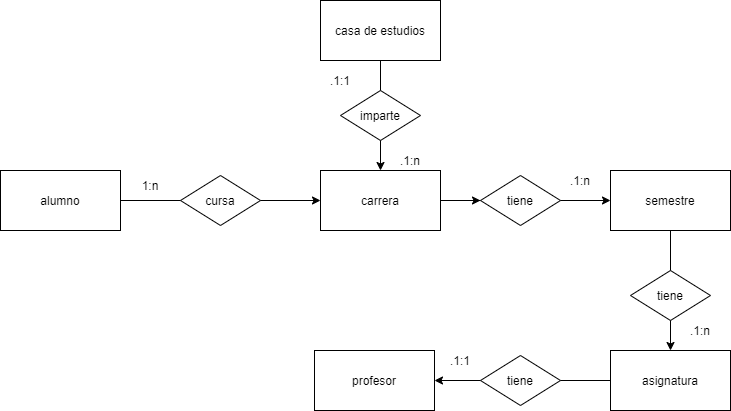 casa de estudios
.1:1
imparte
.1:n
alumno
1:n
cursa
carrera
tiene
.1:n
semestre
tiene
.1:n
profesor
.1:1
tiene
asignatura